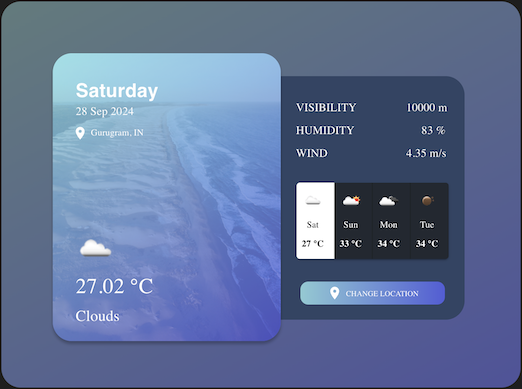 Saturday
28 Sep 2024
Gurugram, IN
27.02 °C
Clouds
VISIBILITY 10000 m
HUMIDITY 83 %
WIND 4.35 m/s
Sat Sun Mon Tue
27 °C 33 °C 34 °C 34 °C
CHANGE LOCATION